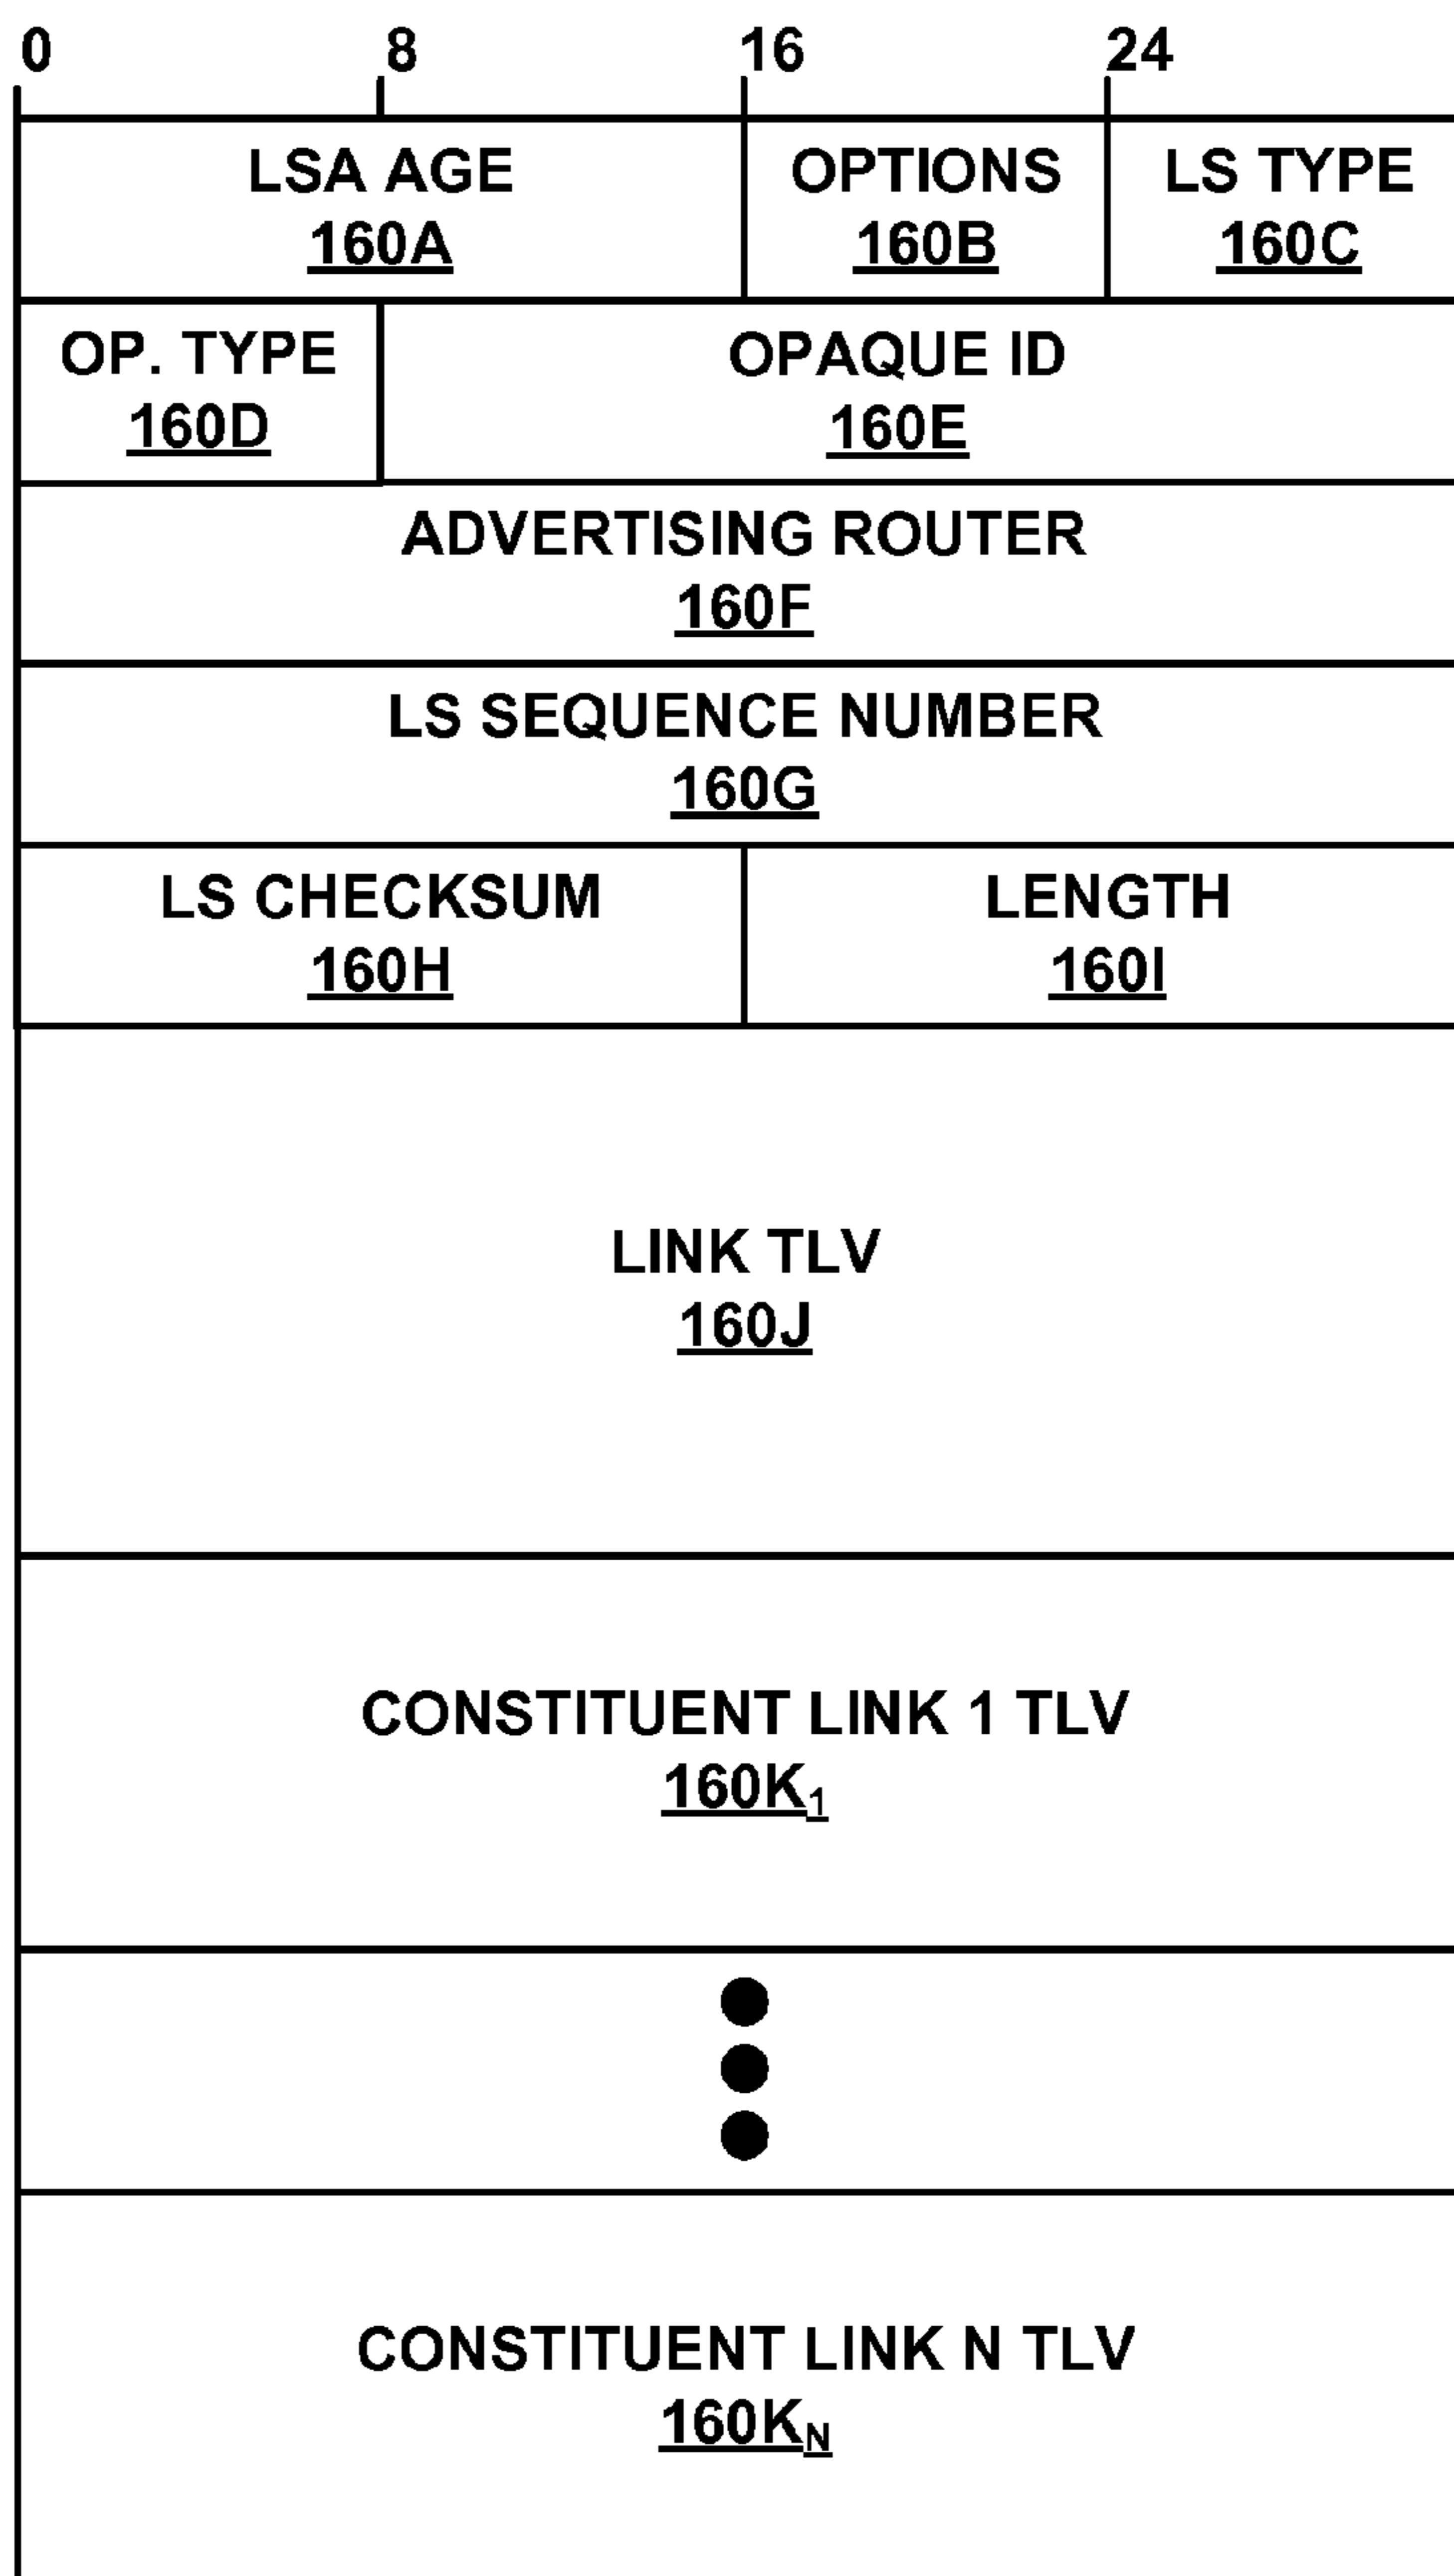 0 8 16 24
LSA AGE OPTIONS LS TYPE
160A 160B 160C
OP. TYPE OPAQUE ID
160D 160E
ADVERTISING ROUTER
160F
LS SEQUENCE NUMBER
160G
LS CHECKSUM LENGTH
160H 160I
LINK TLV
160J
CONSTITUENT LINK 1 TLV
160K1
CONSTITUENT LINK N TLV
160KN